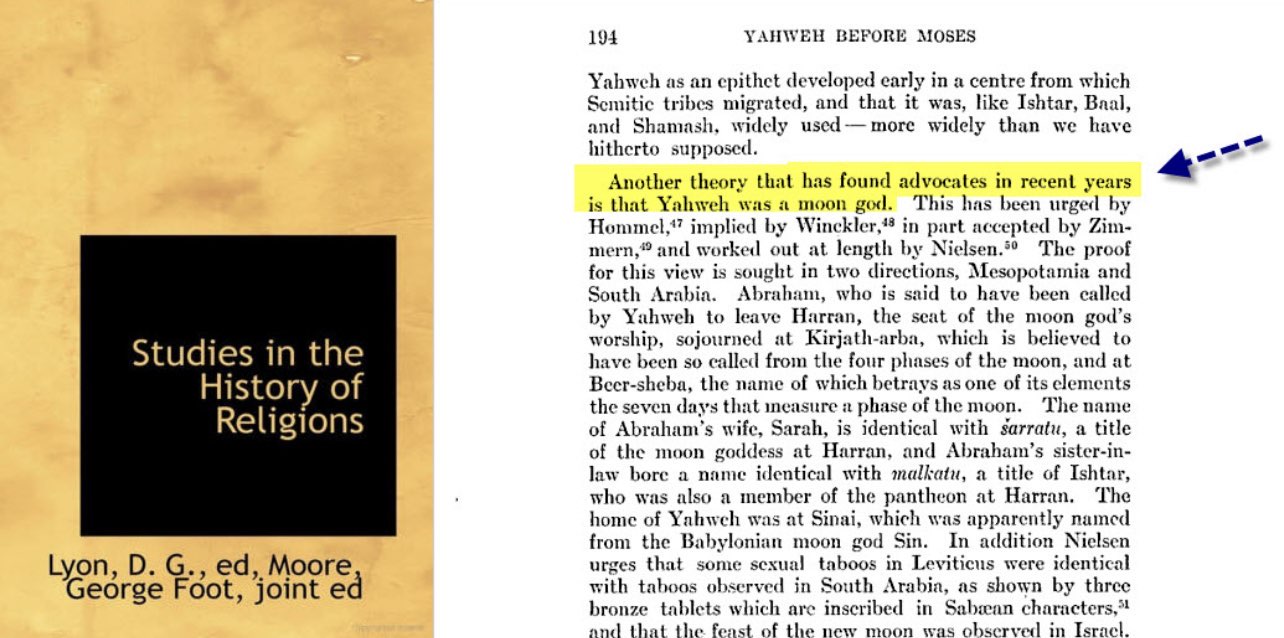 Studies in the
History of
Religions
Lyon, D. G., ed, Moore,
George Foot, joint ed
Copyrighted material
194 YAHWEH BEFORE MOSES
Yahweh as an epithet developed early in a centre from which
Semitic tribes migrated, and that it was, like Ishtar, Baal,
and Shamash, widely used — more widely than we have
hitherto supposed.
Another theory that has found advocates in recent years
is that Yahweh was a moon god. This has been urged by
Hommel,⁴⁷ implied by Winckler,⁴⁸ in part accepted by Zim-
mern,⁴⁹ and worked out at length by Nielsen.⁵⁰ The proof
for this view is sought in two directions, Mesopotamia and
South Arabia. Abraham, who is said to have been called
by Yahweh to leave Harran, the seat of the moon god's
worship, sojourned at Kirjath-arba, which is believed to
have been so called from the four phases of the moon, and at
Beer-sheba, the name of which betrays as one of its elements
the seven days that measure a phase of the moon. The name
of Abraham's wife, Sarah, is identical with šarratu, a title
of the moon goddess at Harran, and Abraham's sister-in-
law bore a name identical with malkatu, a title of Ishtar,
who was also a member of the pantheon at Harran. The
home of Yahweh was at Sinai, which was apparently named
from the Babylonian moon god Sin. In addition Nielsen
urges that some sexual taboos in Leviticus were identical
with taboos observed in South Arabia, as shown by three
bronze tablets which are inscribed in Sabæan characters,⁵¹
and that the feast of the new moon was observed in Israel.